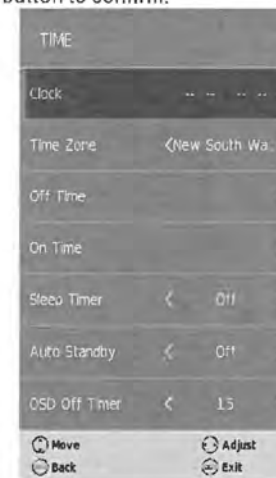 button to confirm.
TIME
Clock -- -- -- --
Time Zone <New South Wa..
Off Time
On Time
Sleep Timer < Off
Auto Standby < Off
OSD Off Timer < 15
Move Adjust
Back Exit